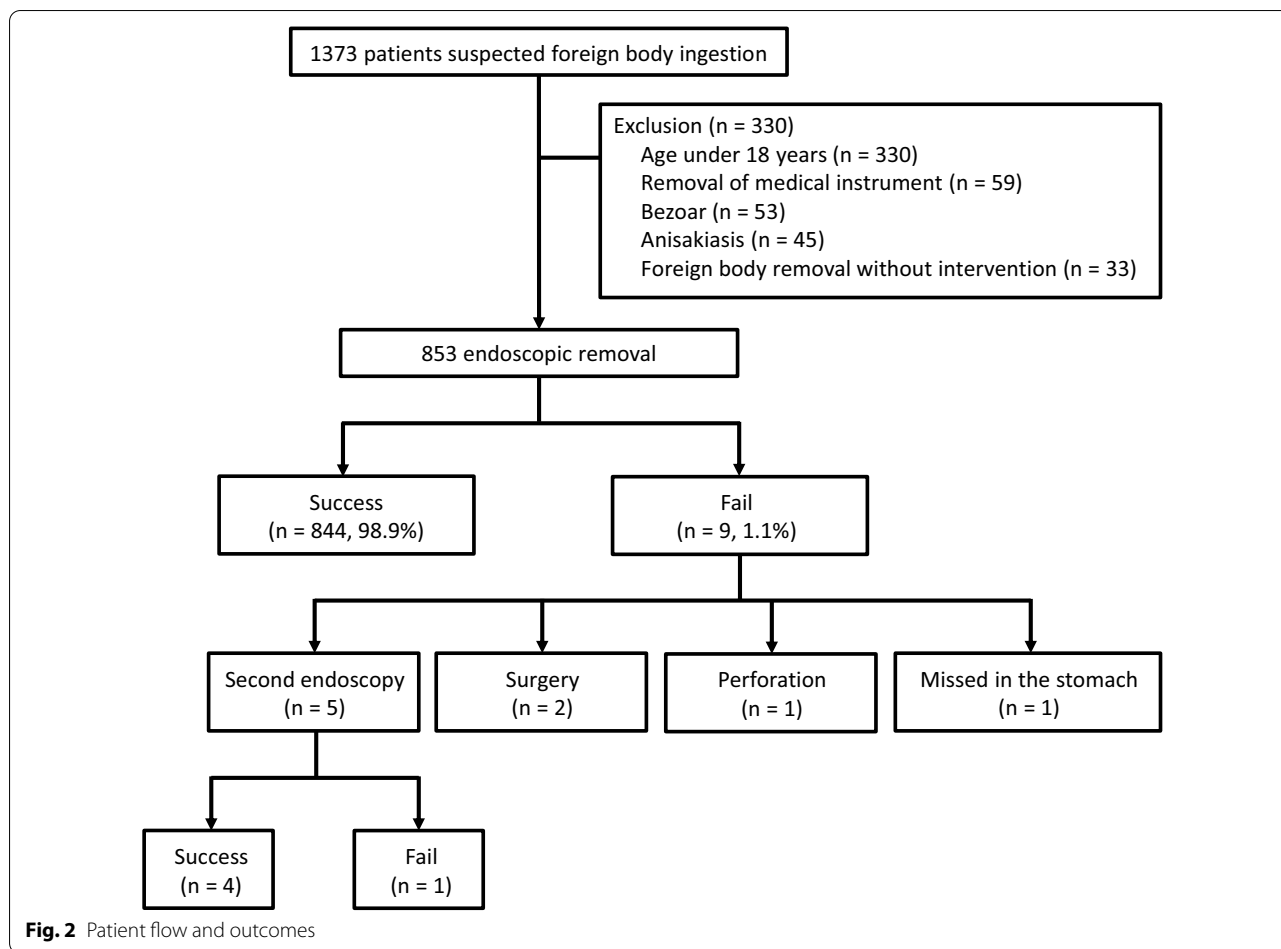 1373 patients suspected foreign body ingestion
Exclusion (n = 330)
Age under 18 years (n = 330)
Removal of medical instrument (n = 59)
Bezoar (n = 53)
Anisakiasis (n = 45)
Foreign body removal without intervention (n = 33)
853 endoscopic removal
Success
(n = 844, 98.9%)
Fail
(n = 9, 1.1%)
Second endoscopy
(n = 5)
Surgery
(n = 2)
Perforation
(n = 1)
Missed in the stomach
(n = 1)
Success
(n = 4)
Fail
(n = 1)
Fig. 2 Patient flow and outcomes